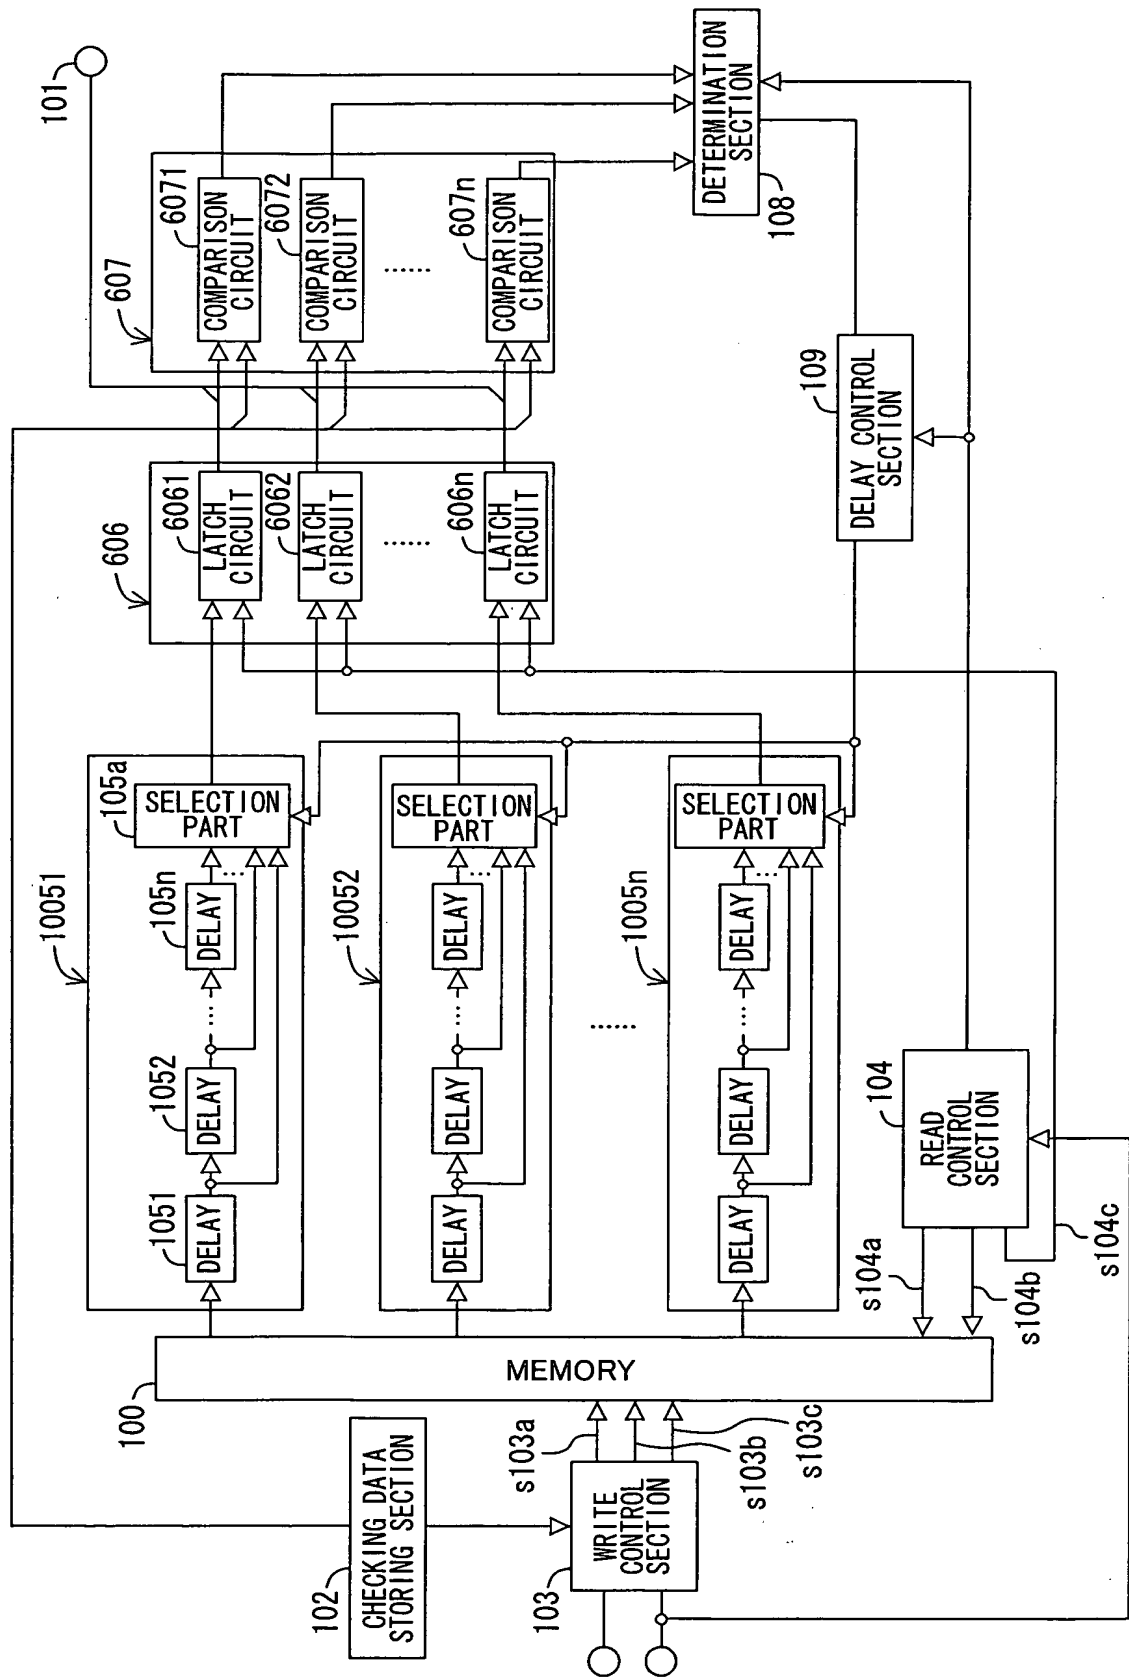 101
607
6071
COMPARISON
CIRCUIT
6072
COMPARISON
CIRCUIT
......
607n
COMPARISON
CIRCUIT
DETERMINATION
SECTION
108
606
6061
LATCH
CIRCUIT
6062
LATCH
CIRCUIT
......
606n
LATCH
CIRCUIT
109
DELAY CONTROL
SECTION
10051
105a
SELECTION
PART
1051
DELAY
1052
DELAY
......
105n
DELAY
......
10052
SELECTION
PART
DELAY
DELAY
......
DELAY
......
......
1005n
SELECTION
PART
DELAY
DELAY
......
DELAY
......
104
READ
CONTROL
SECTION
s104a
s104b
s104c
100
MEMORY
102
CHECKING DATA
STORING SECTION
103
WRITE
CONTROL
SECTION
s103a
s103b
s103c